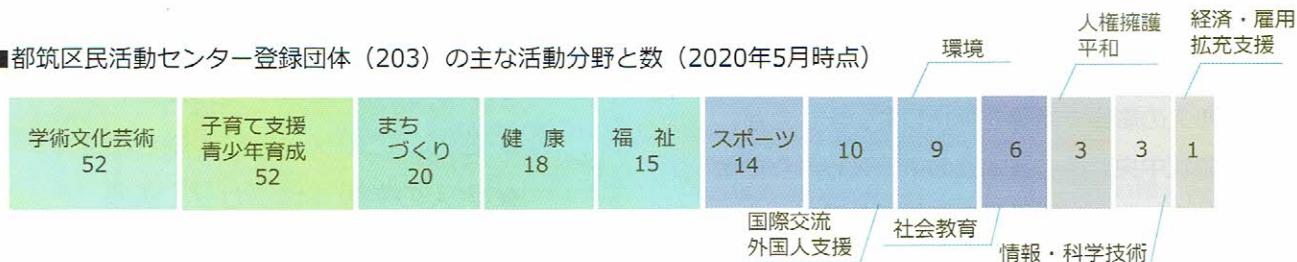 ■都筑区民活動センター登録団体（203）の主な活動分野と数（2020年5月時点）
学術文化芸術
52
子育て支援
青少年育成
52
まち
づくり
20
健　康
18
福　祉
15
スポーツ
14
国際交流
外国人支援
10
環境
9
社会教育
6
人権擁護
平和
3
情報・科学技術
3
経済・雇用
拡充支援
1